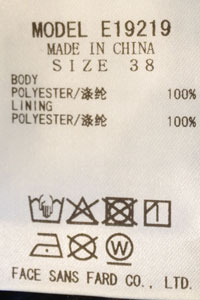 MODEL E19219
MADE IN CHINA
SIZE 38
BODY
POLYESTER/涤纶 100%
LINING
POLYESTER/涤纶 100%
W
FACE SANS FARD CO., LTD.